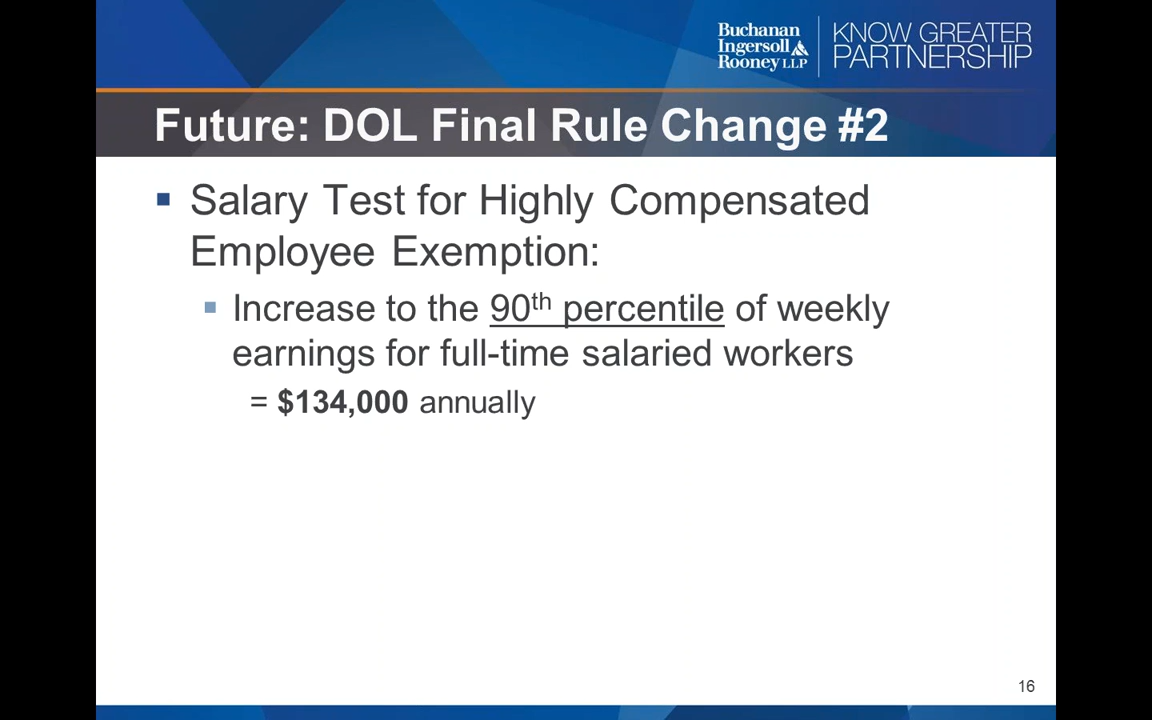 Buchanan
Ingersoll
Rooney LLP
KNOW GREATER
PARTNERSHIP
Future: DOL Final Rule Change #2
▪ Salary Test for Highly Compensated
Employee Exemption:
▪ Increase to the 90th percentile of weekly
earnings for full-time salaried workers
= $134,000 annually
16